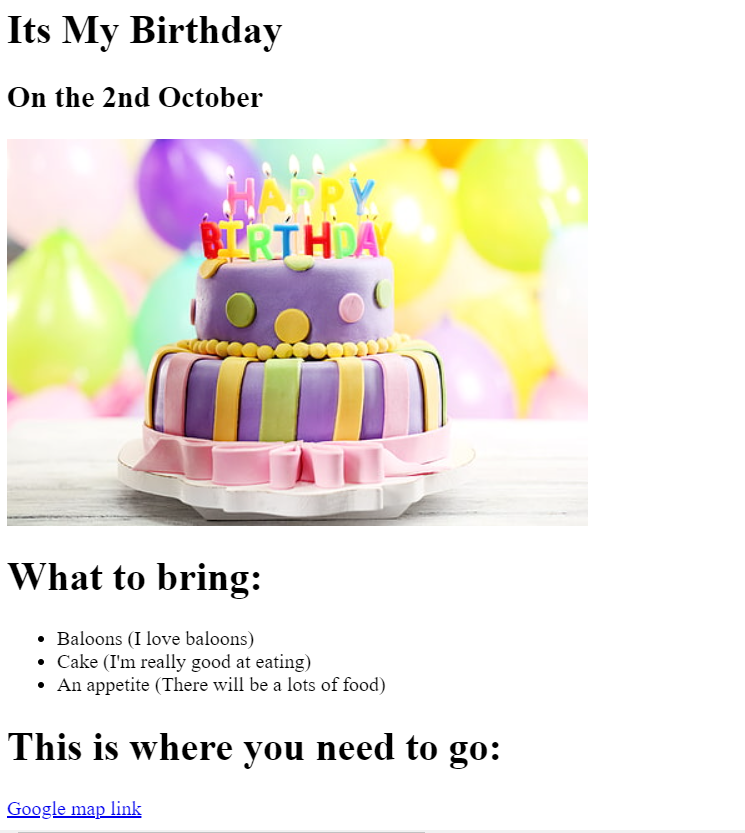 Its My Birthday
On the 2nd October
HAPPY
BIRTHDAY
What to bring:
Baloons (I love baloons)
Cake (I'm really good at eating)
An appetite (There will be a lots of food)
This is where you need to go:
Google map link